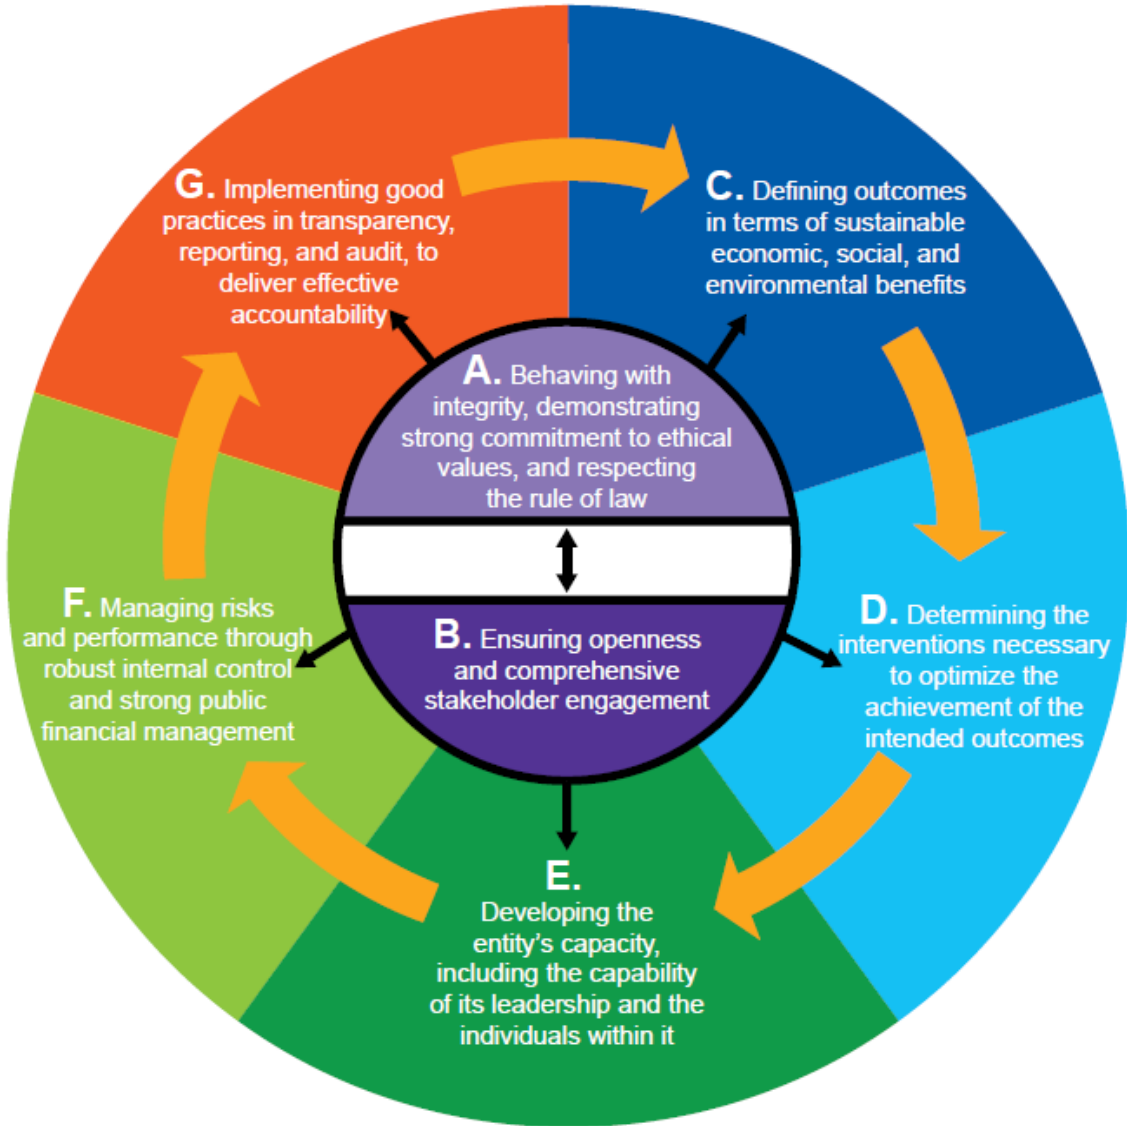 G. Implementing good
practices in transparency,
reporting, and audit, to
deliver effective
accountability
C. Defining outcomes
in terms of sustainable
economic, social, and
environmental benefits
A. Behaving with
integrity, demonstrating
strong commitment to ethical
values, and respecting
the rule of law
F. Managing risks
and performance through
robust internal control
and strong public
financial management
B. Ensuring openness
and comprehensive
stakeholder engagement
D. Determining the
interventions necessary
to optimize the
achievement of the
intended outcomes
E.
Developing the
entity’s capacity,
including the capability
of its leadership and the
individuals within it